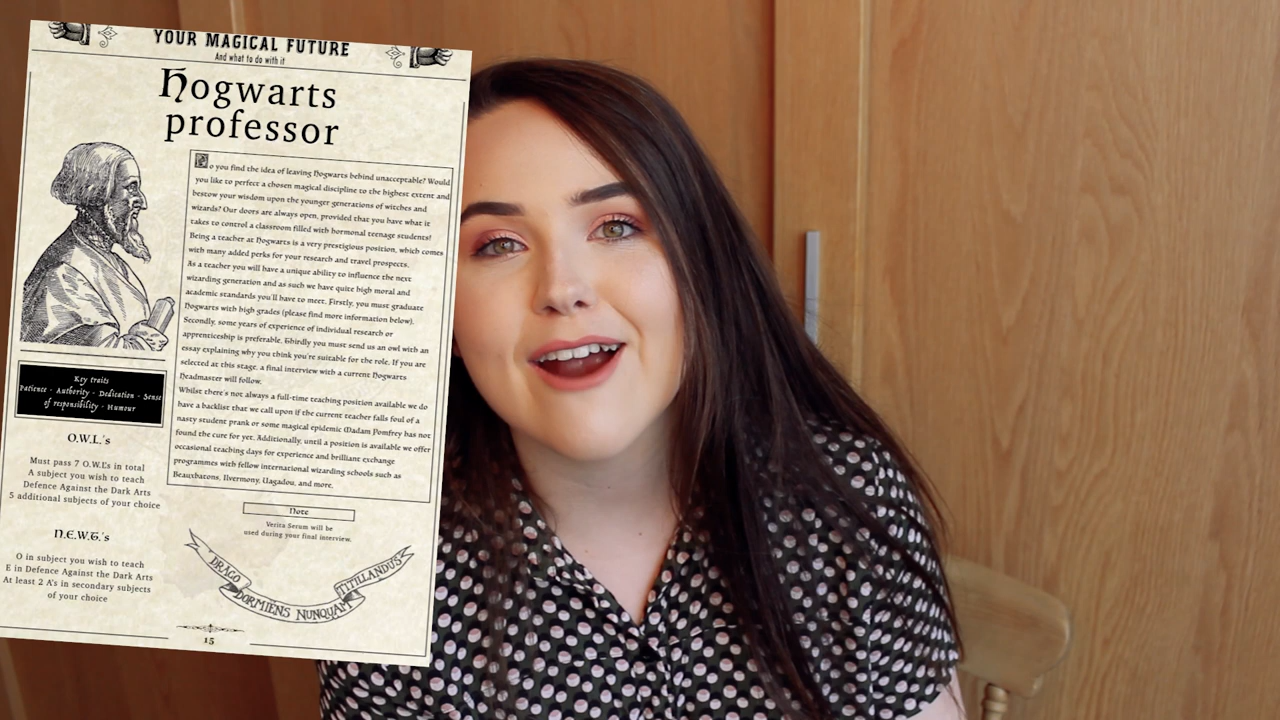 YOUR MAGICAL FUTURE
And what to do with it
Hogwarts
professor
Do you find the idea of leaving Hogwarts behind unacceptable? Would
you like to perfect a chosen magical discipline to the highest extent and
bestow your wisdom upon the younger generations of witches and
wizards? Our doors are always open, provided that you have what it
takes to control a classroom filled with hormonal teenage students!
Being a teacher at Hogwarts is a very prestigious position, which comes
with many added perks for your research and travel prospects.
As a teacher you will have a unique ability to influence the next
wizarding generation and as such we have quite high moral and
academic standards you'll have to meet. Firstly, you must graduate
Hogwarts with high grades (please find more information below).
Secondly, some years of experience of individual research or
apprenticeship is preferable. Thirdly you must send us an owl with an
essay explaining why you think you're suitable for the role. If you are
selected at this stage, a final interview with a current Hogwarts
Headmaster will follow.
Whilst there's not always a full-time teaching position available we do
have a backlist that we call upon if the current teacher falls foul of a
nasty student prank or some magical epidemic Madam Pomfrey has not
found the cure for yet. Additionally, until a position is available we offer
occasional teaching days for experience and brilliant exchange
programmes with fellow international wizarding schools such as
Beauxbatons, Ilvermony, Uagadou, and more.
Key traits
Patience - Authority - Dedication - Sense
of responsibility - Humour
O.W.L.'s
Must pass 7 O.W.L's in total
A subject you wish to teach
Defence Against the Dark Arts
5 additional subjects of your choice
N.E.W.T.'s
O in subject you wish to teach
E in Defence Against the Dark Arts
At least 2 A's in secondary subjects
of your choice
Note
Verita Serum will be
used during your final interview.
DRACO DORMIENS NUNQUAM TITILLANDUS
15